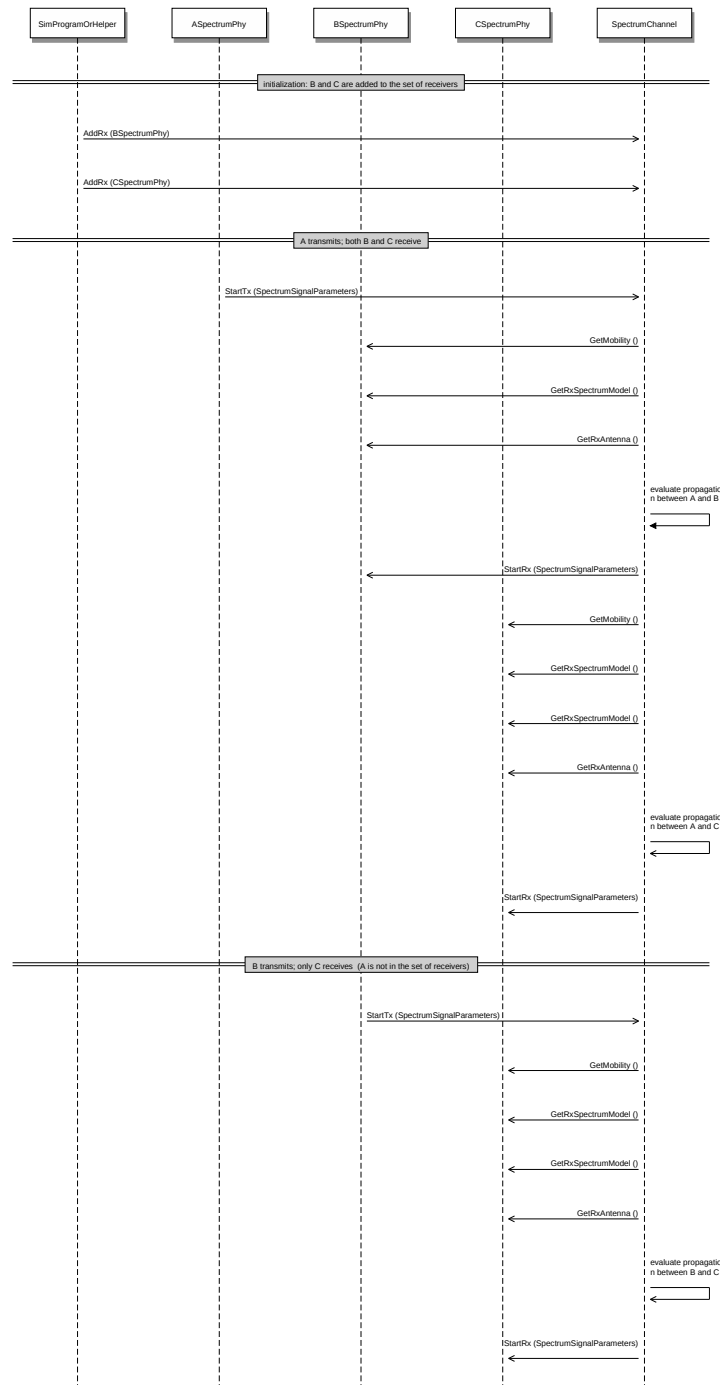 SimProgramOrHelper
ASpectrumPhy
BSpectrumPhy
CSpectrumPhy
SpectrumChannel
initialization: B and C are added to the set of receivers
AddRx (BSpectrumPhy)
AddRx (CSpectrumPhy)
A transmits; both B and C receive
StartTx (SpectrumSignalParameters)
GetMobility ()
GetRxSpectrumModel ()
GetRxAntenna ()
evaluate propagatio
n between A and B
StartRx (SpectrumSignalParameters)
GetMobility ()
GetRxSpectrumModel ()
GetRxSpectrumModel ()
GetRxAntenna ()
evaluate propagatio
n between A and C
StartRx (SpectrumSignalParameters)
B transmits; only C receives  (A is not in the set of receivers)
StartTx (SpectrumSignalParameters)
GetMobility ()
GetRxSpectrumModel ()
GetRxSpectrumModel ()
GetRxAntenna ()
evaluate propagatio
n between B and C
StartRx (SpectrumSignalParameters)